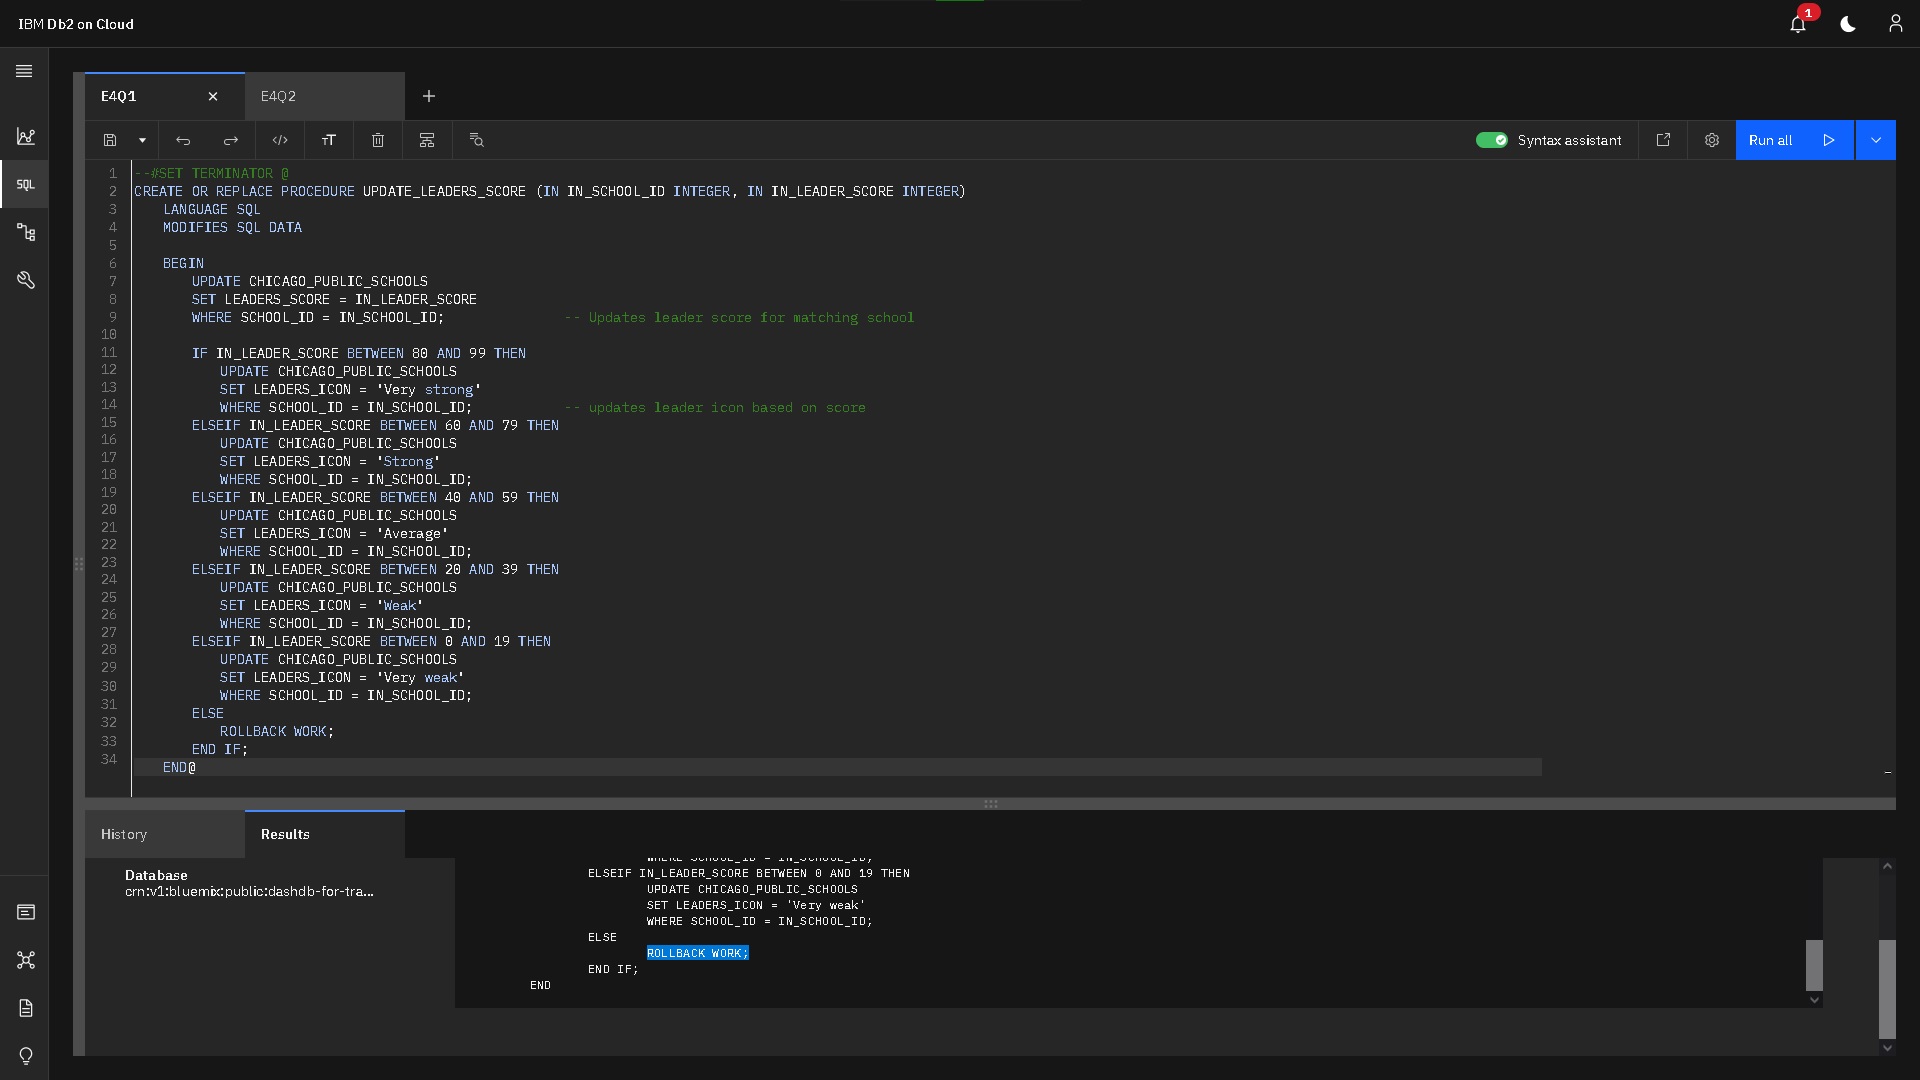 IBM Db2 on Cloud
1
E4Q1
E4Q2
Syntax assistant
Run all
SQL
1 --#SET TERMINATOR @
2 CREATE OR REPLACE PROCEDURE UPDATE_LEADERS_SCORE (IN IN_SCHOOL_ID INTEGER, IN IN_LEADER_SCORE INTEGER)
3 LANGUAGE SQL
4 MODIFIES SQL DATA
5
6 BEGIN
7 UPDATE CHICAGO_PUBLIC_SCHOOLS
8 SET LEADERS_SCORE = IN_LEADER_SCORE
9 WHERE SCHOOL_ID = IN_SCHOOL_ID; -- Updates leader score for matching school
10
11 IF IN_LEADER_SCORE BETWEEN 80 AND 99 THEN
12 UPDATE CHICAGO_PUBLIC_SCHOOLS
13 SET LEADERS_ICON = 'Very strong'
14 WHERE SCHOOL_ID = IN_SCHOOL_ID; -- updates leader icon based on score
15 ELSEIF IN_LEADER_SCORE BETWEEN 60 AND 79 THEN
16 UPDATE CHICAGO_PUBLIC_SCHOOLS
17 SET LEADERS_ICON = 'Strong'
18 WHERE SCHOOL_ID = IN_SCHOOL_ID;
19 ELSEIF IN_LEADER_SCORE BETWEEN 40 AND 59 THEN
20 UPDATE CHICAGO_PUBLIC_SCHOOLS
21 SET LEADERS_ICON = 'Average'
22 WHERE SCHOOL_ID = IN_SCHOOL_ID;
23 ELSEIF IN_LEADER_SCORE BETWEEN 20 AND 39 THEN
24 UPDATE CHICAGO_PUBLIC_SCHOOLS
25 SET LEADERS_ICON = 'Weak'
26 WHERE SCHOOL_ID = IN_SCHOOL_ID;
27 ELSEIF IN_LEADER_SCORE BETWEEN 0 AND 19 THEN
28 UPDATE CHICAGO_PUBLIC_SCHOOLS
29 SET LEADERS_ICON = 'Very weak'
30 WHERE SCHOOL_ID = IN_SCHOOL_ID;
31 ELSE
32 ROLLBACK WORK;
33 END IF;
34 END@
History
Results
Database
crn:v1:bluemix:public:dashdb-for-tra...
WHERE SCHOOL_ID = IN_SCHOOL_ID;
ELSEIF IN_LEADER_SCORE BETWEEN 0 AND 19 THEN
UPDATE CHICAGO_PUBLIC_SCHOOLS
SET LEADERS_ICON = 'Very weak'
WHERE SCHOOL_ID = IN_SCHOOL_ID;
ELSE
ROLLBACK WORK;
END IF;
END